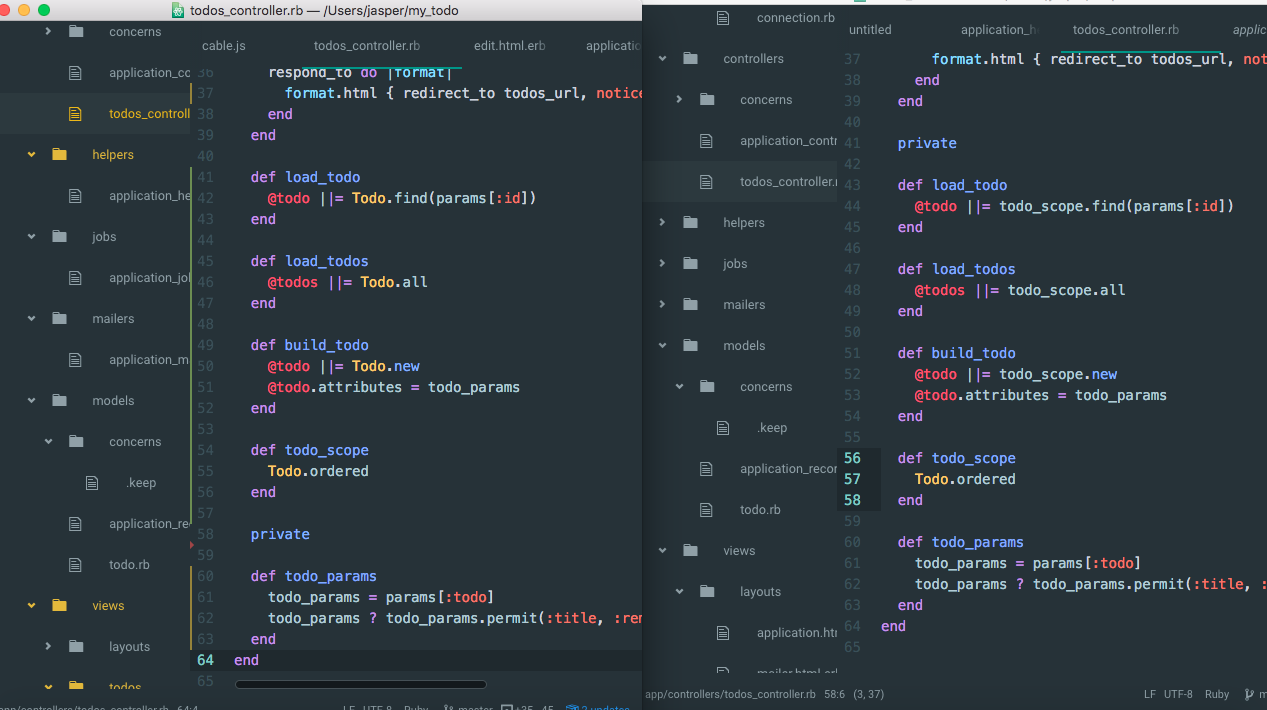 todos_controller.rb — /Users/jasper/my_todo
concerns
application_co
todos_controll
helpers
application_he
jobs
application_jo
mailers
application_m
models
concerns
.keep
application_re
todo.rb
views
layouts
todos
cable.js todos_controller.rb edit.html.erb applicatio
36 respond_to do |format|
37 format.html { redirect_to todos_url, notice
38 end
39 end
40
41 def load_todo
42 @todo ||= Todo.find(params[:id])
43 end
44
45 def load_todos
46 @todos ||= Todo.all
47 end
48
49 def build_todo
50 @todo ||= Todo.new
51 @todo.attributes = todo_params
52 end
53
54 def todo_scope
55 Todo.ordered
56 end
57
58 private
59
60 def todo_params
61 todo_params = params[:todo]
62 todo_params ? todo_params.permit(:title, :re
63 end
64 end
65
app/controllers/todos_controller.rb 64:4 LF UTF-8 Ruby master +35 -45 2 updates
connection.rb
controllers
concerns
application_contr
todos_controller.
helpers
jobs
mailers
models
concerns
.keep
application_recor
todo.rb
views
layouts
application.htm
mailer.html.er
untitled application_he todos_controller.rb applic
37 format.html { redirect_to todos_url, not
38 end
39 end
40
41 private
42
43 def load_todo
44 @todo ||= todo_scope.find(params[:id])
45 end
46
47 def load_todos
48 @todos ||= todo_scope.all
49 end
50
51 def build_todo
52 @todo ||= todo_scope.new
53 @todo.attributes = todo_params
54 end
55
56 def todo_scope
57 Todo.ordered
58 end
59
60 def todo_params
61 todo_params = params[:todo]
62 todo_params ? todo_params.permit(:title, :
63 end
64 end
65
app/controllers/todos_controller.rb 58:6 (3, 37) LF UTF-8 Ruby m